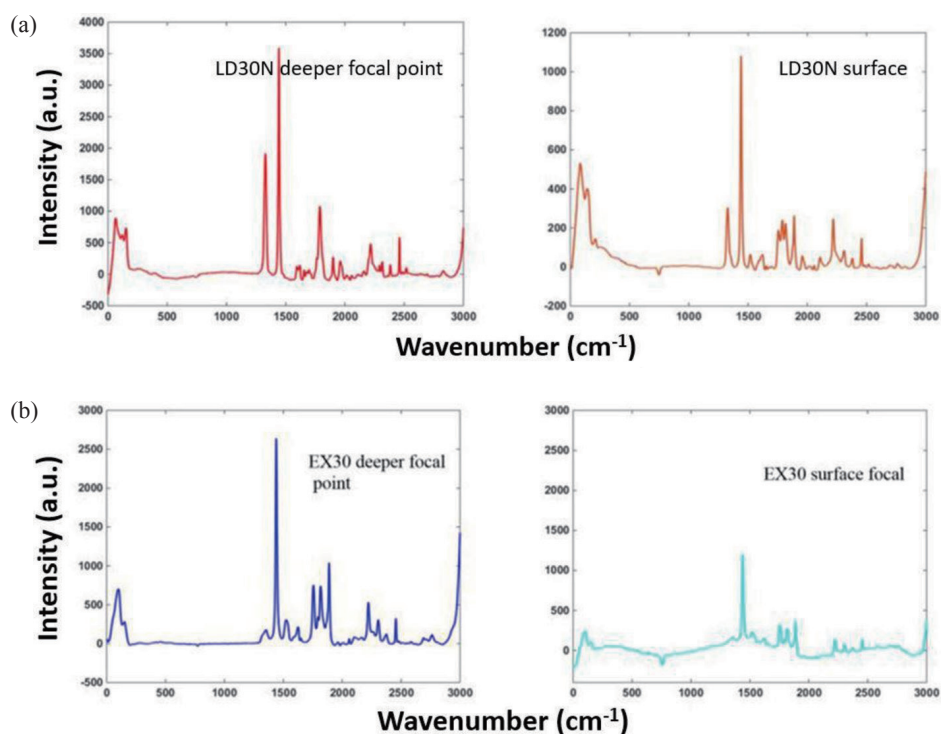 (a)
LD30N deeper focal point
LD30N surface
Intensity (a.u.)
4000
3500
3000
2500
2000
1500
1000
500
0
-500
0 500 1000 1500 2000 2500 3000
1200
1000
800
600
400
200
0
-200
0 500 1000 1500 2000 2500 3000
Wavenumber (cm-1)
(b)
EX30 deeper focal
point
EX30 surface focal
Intensity (a.u.)
3000
2500
2000
1500
1000
500
0
-500
0 500 1000 1500 2000 2500 3000
3000
2500
2000
1500
1000
500
0
-500
0 500 1000 1500 2000 2500 3000
Wavenumber (cm-1)